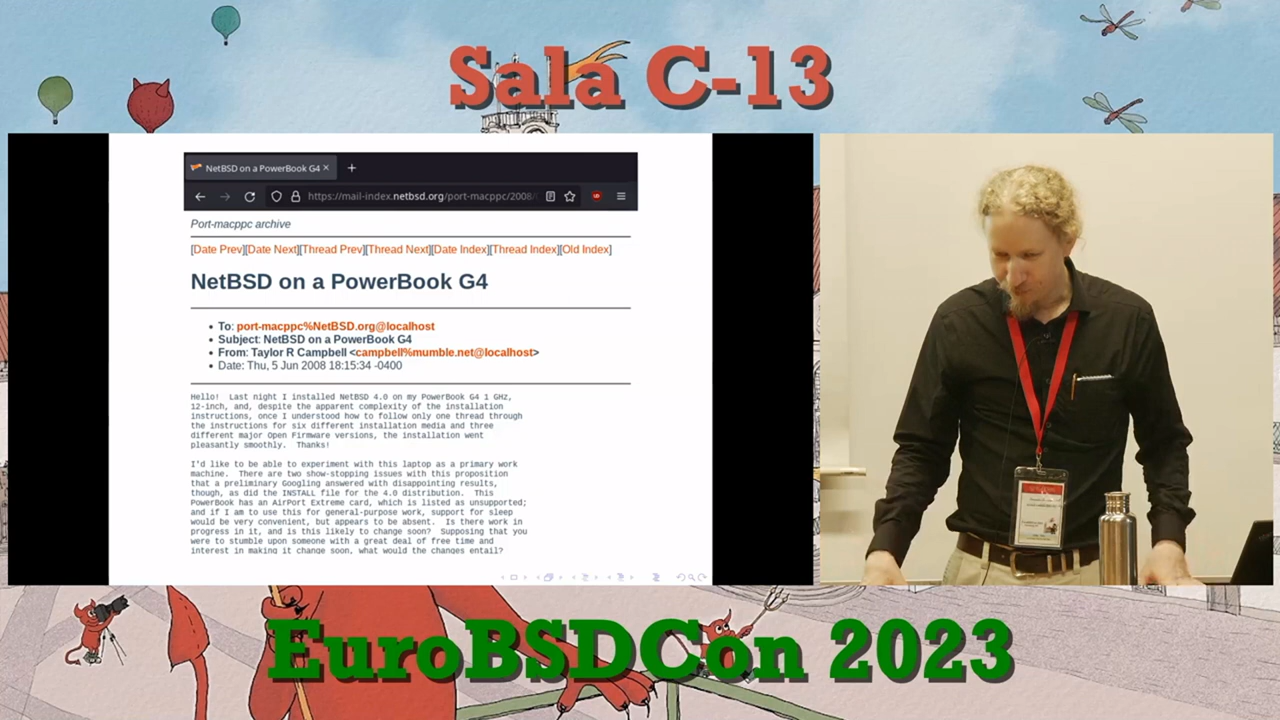 Sala C-13
NetBSD on a PowerBook G4
https://mail-index.netbsd.org/port-macppc/2008/
Port-macppc archive
[Date Prev][Date Next][Thread Prev][Thread Next][Date Index][Thread Index][Old Index]
NetBSD on a PowerBook G4
• To: port-macppc%NetBSD.org@localhost
• Subject: NetBSD on a PowerBook G4
• From: Taylor R Campbell <campbell%mumble.net@localhost>
• Date: Thu, 5 Jun 2008 18:15:34 -0400
Hello!  Last night I installed NetBSD 4.0 on my PowerBook G4 1 GHz,
12-inch, and, despite the apparent complexity of the installation
instructions, once I understood how to follow only one thread through
the instructions for six different installation media and three
different major Open Firmware versions, the installation went
pleasantly smoothly.  Thanks!
I'd like to be able to experiment with this laptop as a primary work
machine.  There are two show-stopping issues with this proposition
that a preliminary Googling answered with disappointing results,
though, as did the INSTALL file for the 4.0 distribution.  This
PowerBook has an AirPort Extreme card, which is listed as unsupported;
and if I am to use this for general-purpose work, support for sleep
would be very convenient, but appears to be absent.  Is there work in
progress in it, and is this likely to change soon?  Supposing that you
were to stumble upon someone with a great deal of free time and
interest in making it change soon, what would the changes entail?
EuroBSDCon 2023